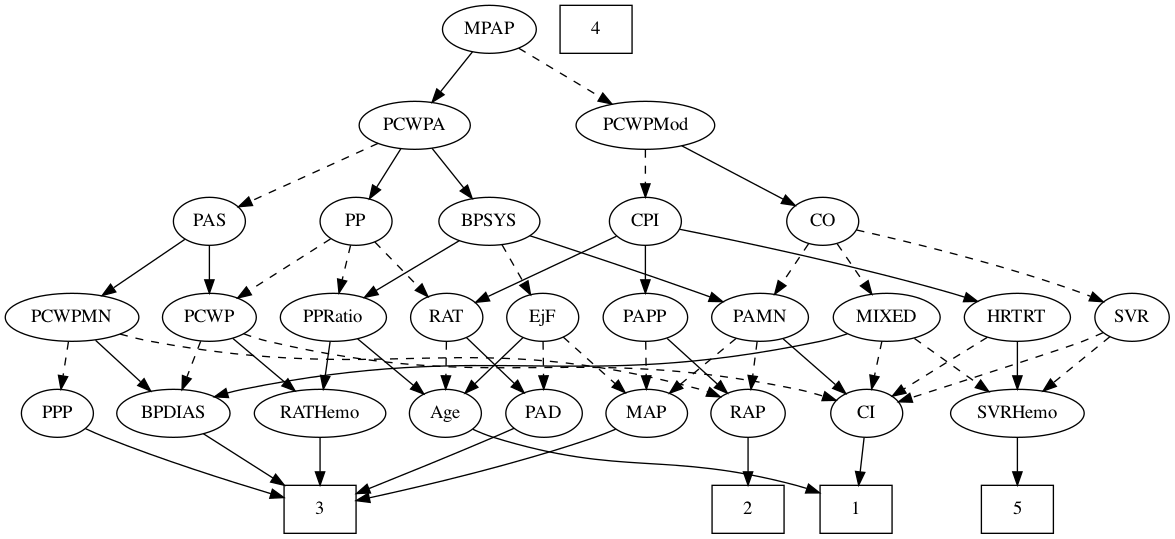 MPAP
4
PCWPA
PCWPMod
PAS
PP
BPSYS
CPI
CO
PCWPMN
PCWP
PPRatio
RAT
EjF
PAPP
PAMN
MIXED
HRTRT
SVR
PPP
BPDIAS
RATHemo
Age
PAD
MAP
RAP
CI
SVRHemo
3
2
1
5